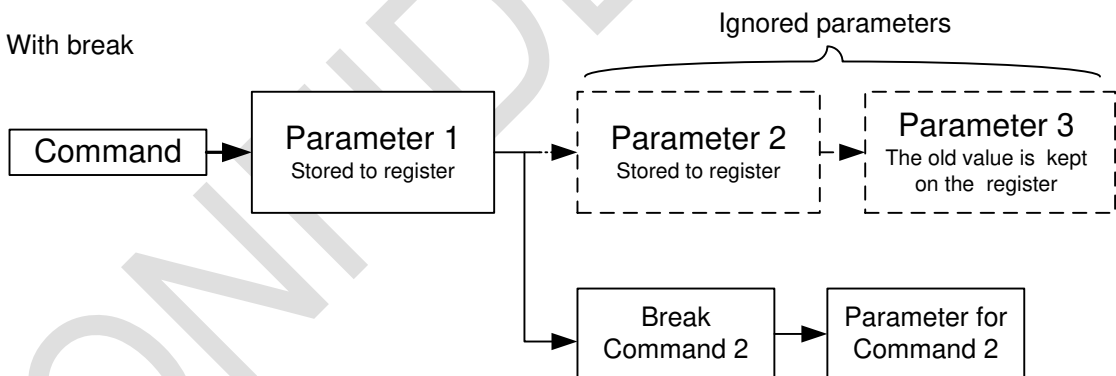 With break
Ignored parameters
Command
Parameter 1
Stored to register
Parameter 2
Stored to register
Parameter 3
The old value is kept
on the register
Break
Command 2
Parameter for
Command 2